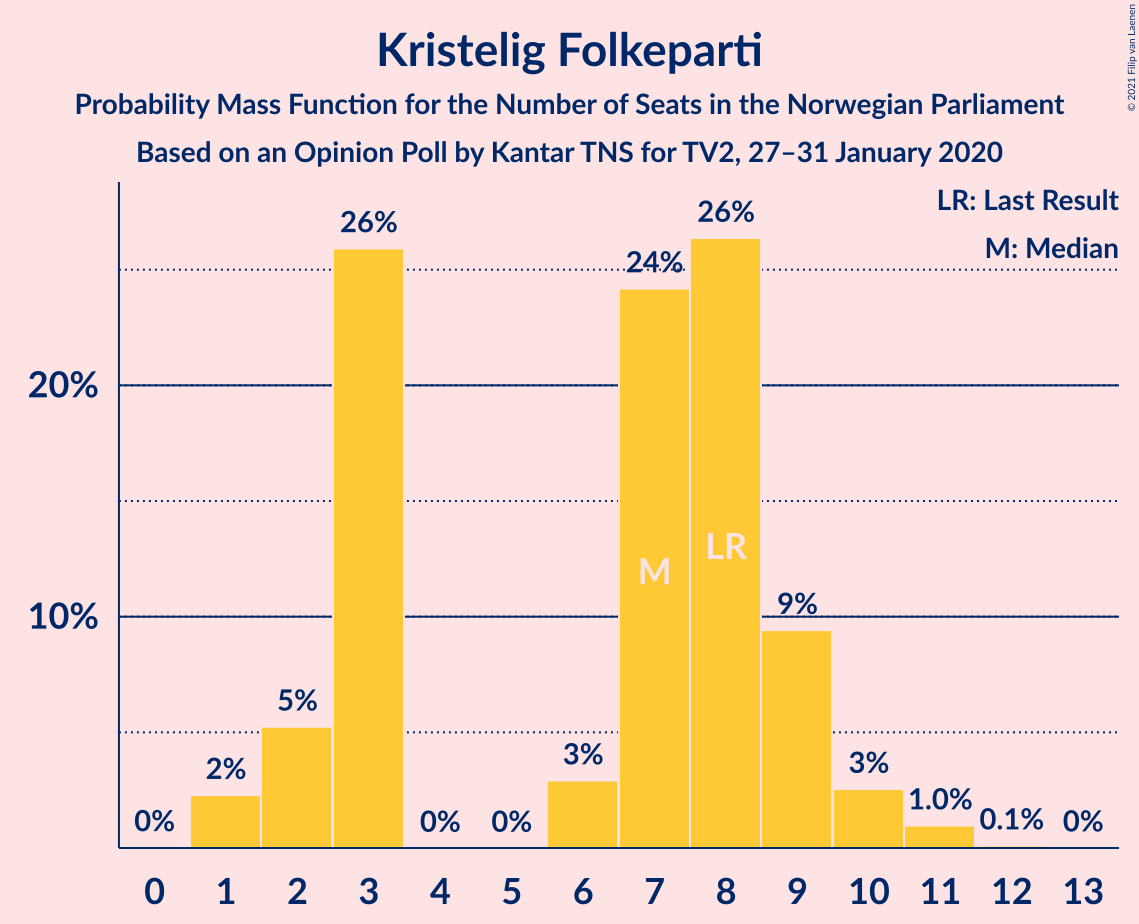 Kristelig Folkeparti
Probability Mass Function for the Number of Seats in the Norwegian Parliament
Based on an Opinion Poll by Kantar TNS for TV2, 27–31 January 2020
© 2021 Filip van Laenen
LR: Last Result
M: Median
26%
26%
24%
20%
LR
M
10%
9%
5%
2%
3%
3%
1.0%
0%
0%
0%
0.1%
0%
0 1 2 3 4 5 6 7 8 9 10 11 12 13